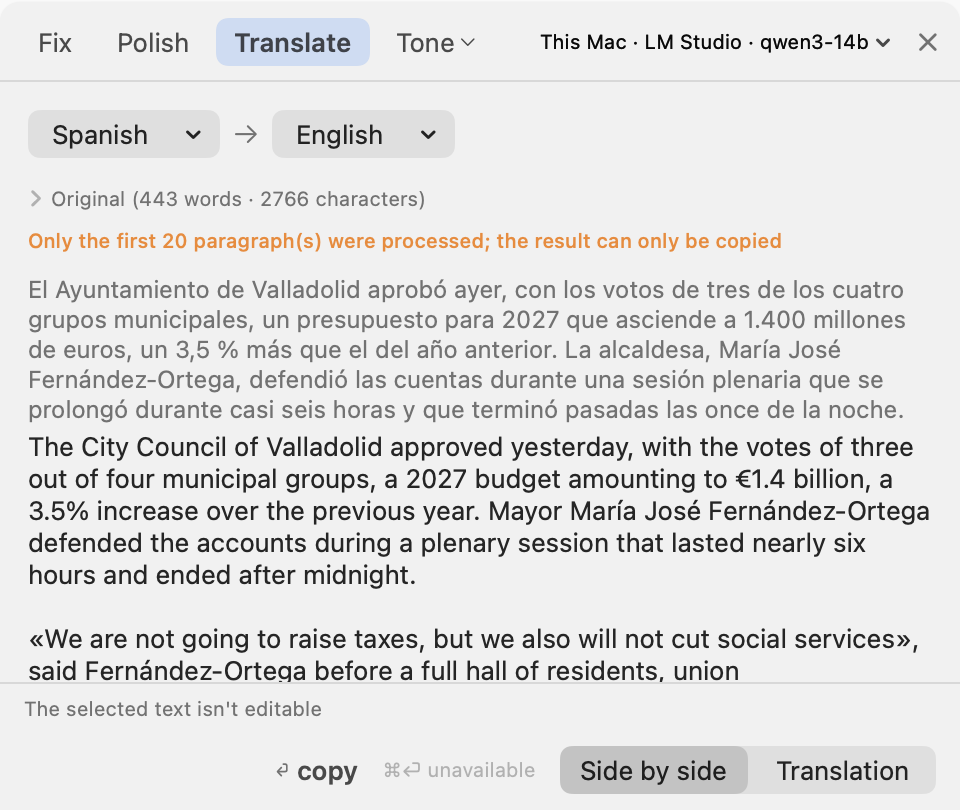 Fix Polish Translate Tone This Mac · LM Studio · qwen3-14b
Spanish → English
Original (443 words · 2766 characters)
Only the first 20 paragraph(s) were processed; the result can only be copied
El Ayuntamiento de Valladolid aprobó ayer, con los votos de tres de los cuatro
grupos municipales, un presupuesto para 2027 que asciende a 1.400 millones
de euros, un 3,5 % más que el del año anterior. La alcaldesa, María José
Fernández-Ortega, defendió las cuentas durante una sesión plenaria que se
prolongó durante casi seis horas y que terminó pasadas las once de la noche.
The City Council of Valladolid approved yesterday, with the votes of three
out of four municipal groups, a 2027 budget amounting to €1.4 billion, a
3.5% increase over the previous year. Mayor María José Fernández-Ortega
defended the accounts during a plenary session that lasted nearly six
hours and ended after midnight.
«We are not going to raise taxes, but we also will not cut social services»,
said Fernández-Ortega before a full hall of residents, union
The selected text isn't editable
⏎ copy ⌘⏎ unavailable Side by side Translation